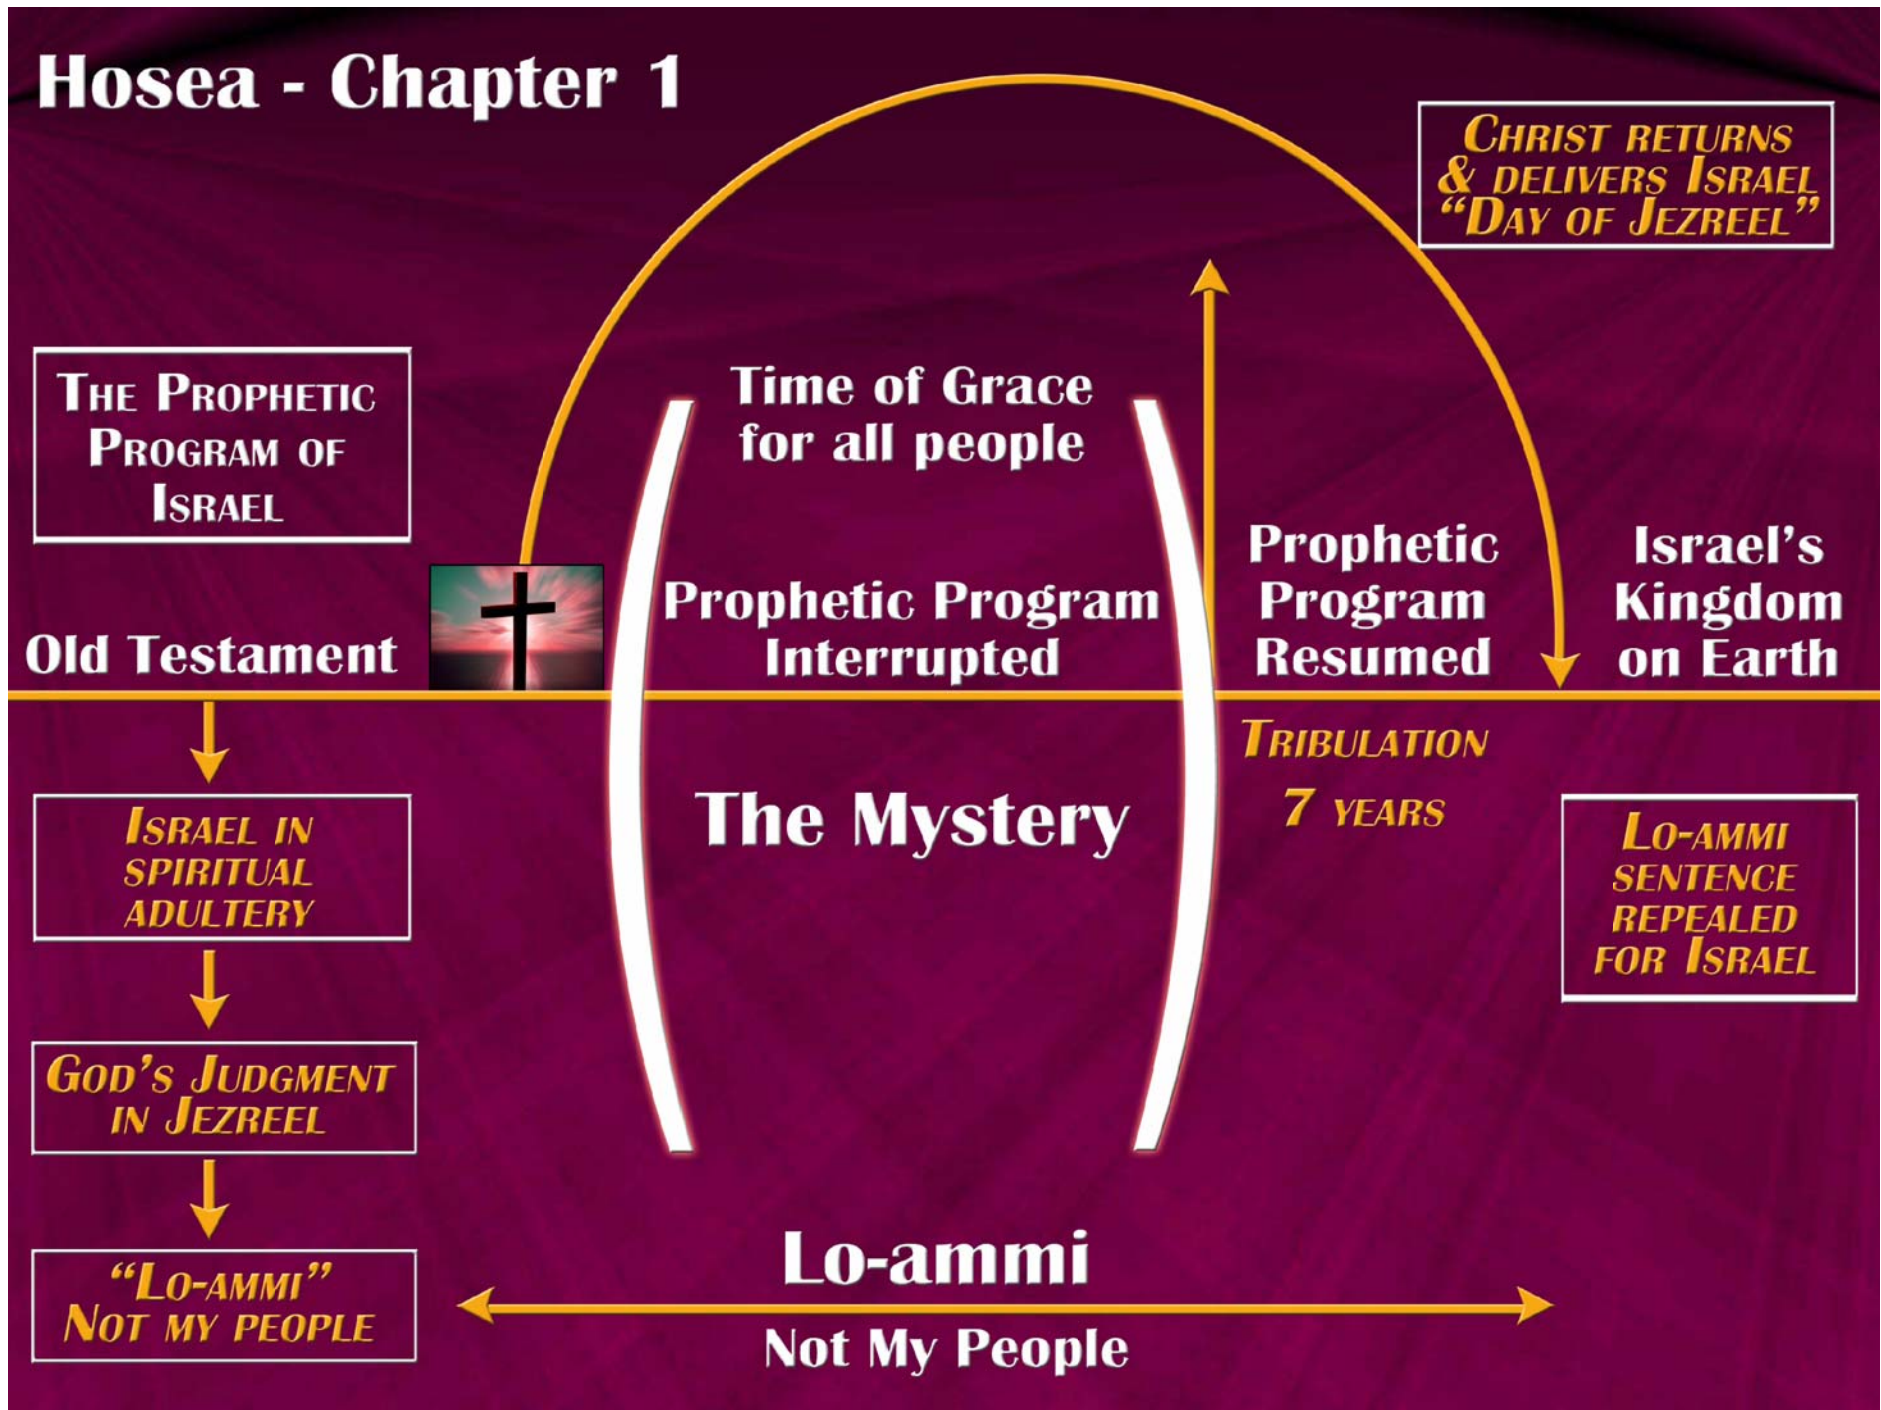 Hosea - Chapter 1
CHRIST RETURNS
& DELIVERS ISRAEL
“DAY OF JEZREEL”
THE PROPHETIC
PROGRAM OF
ISRAEL
Time of Grace
for all people
Old Testament
Prophetic Program
Interrupted
Prophetic
Program
Resumed
Israel’s
Kingdom
on Earth
TRIBULATION
7 YEARS
The Mystery
ISRAEL IN
SPIRITUAL
ADULTERY
LO-AMMI
SENTENCE
REPEALED
FOR ISRAEL
GOD’S JUDGMENT
IN JEZREEL
“LO-AMMI”
NOT MY PEOPLE
Lo-ammi
Not My People